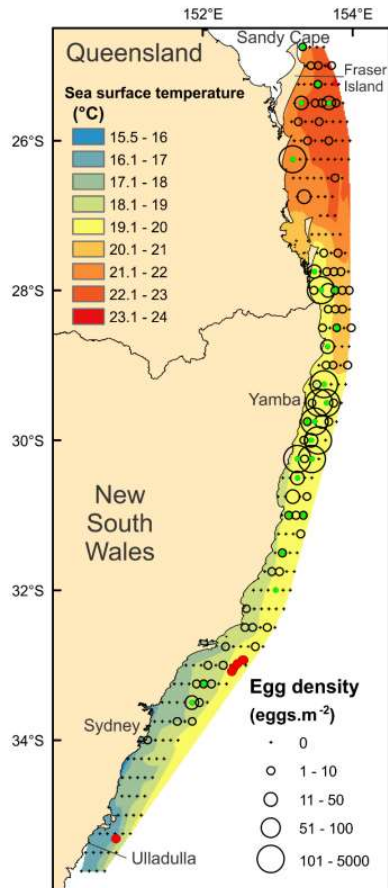 152°E 154°E
Sandy Cape
Queensland
Fraser
Island
Sea surface temperature
(°C)
15.5 - 16
16.1 - 17
17.1 - 18
18.1 - 19
19.1 - 20
20.1 - 21
21.1 - 22
22.1 - 23
23.1 - 24
26°S
28°S
Yamba
30°S
New
South
Wales
32°S
Sydney
34°S
Ulladulla
Egg density
(eggs.m⁻²)
0
1 - 10
11 - 50
51 - 100
101 - 5000